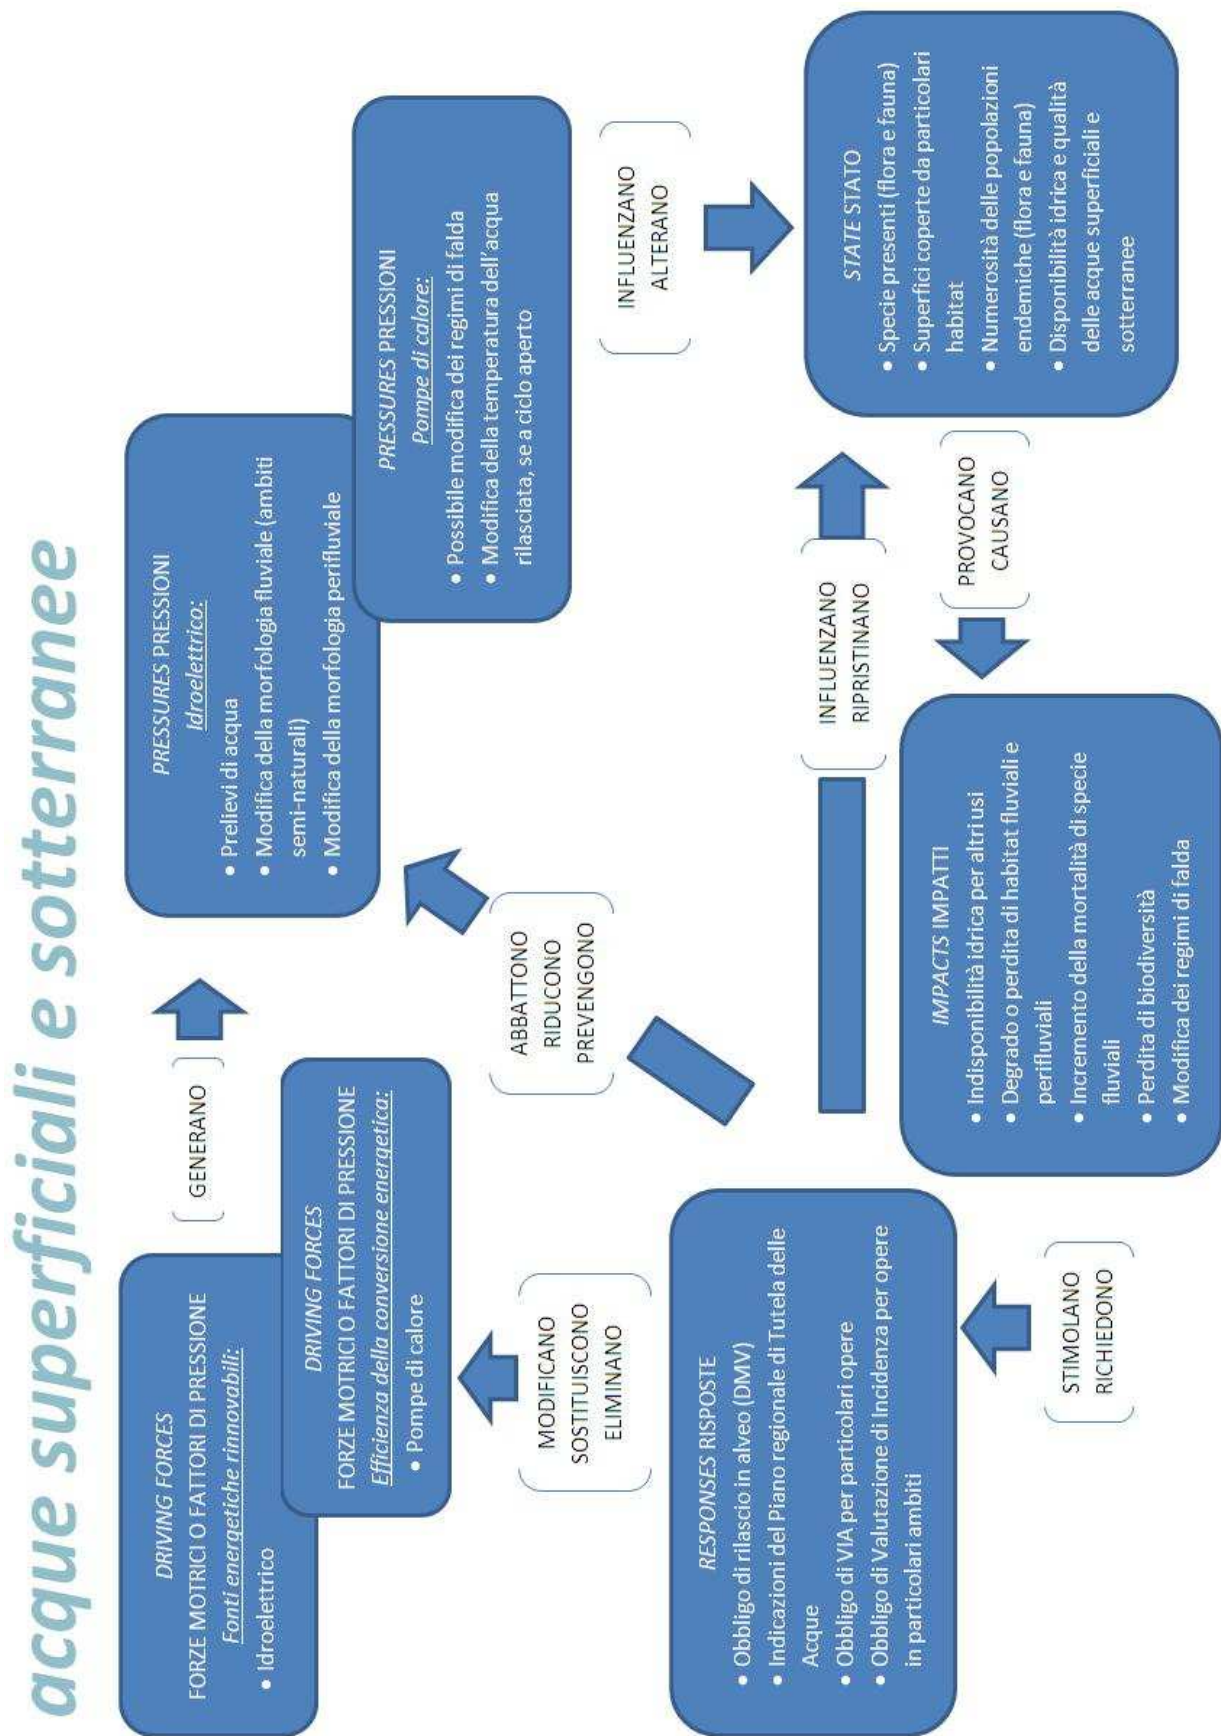 acque superficiali e sotterranee
DRIVING FORCES
FORZE MOTRICI O FATTORI DI PRESSIONE
Fonti energetiche rinnovabili:
• Idroelettrico
DRIVING FORCES
FORZE MOTRICI O FATTORI DI PRESSIONE
Efficienza della conversione energetica:
• Pompe di calore
GENERANO
PRESSURES PRESSIONI
Idroelettrico:
• Prelievi di acqua
• Modifica della morfologia fluviale (ambiti
semi-naturali)
• Modifica della morfologia perifluviale
PRESSURES PRESSIONI
Pompe di calore:
• Possibile modifica dei regimi di falda
• Modifica della temperatura dell'acqua
rilasciata, se a ciclo aperto
INFLUENZANO
ALTERANO
STATE STATO
• Specie presenti (flora e fauna)
• Superfici coperte da particolari
habitat
• Numerosità delle popolazioni
endemiche (flora e fauna)
• Disponibilità idrica e qualità
delle acque superficiali e
sotterranee
PROVOCANO
CAUSANO
IMPACTS IMPATTI
• Indisponibilità idrica per altri usi
• Degrado o perdita di habitat fluviali e
perifluviali
• Incremento della mortalità di specie
fluviali
• Perdita di biodiversità
• Modifica dei regimi di falda
STIMOLANO
RICHIEDONO
RESPONSES RISPOSTE
• Obbligo di rilascio in alveo (DMV)
• Indicazioni del Piano regionale di Tutela delle
Acque
• Obbligo di VIA per particolari opere
• Obbligo di Valutazione di Incidenza per opere
in particolari ambiti
MODIFICANO
SOSTITUISCONO
ELIMINANO
ABBATTONO
RIDUCONO
PREVENGONO
INFLUENZANO
RIPRISTINANO